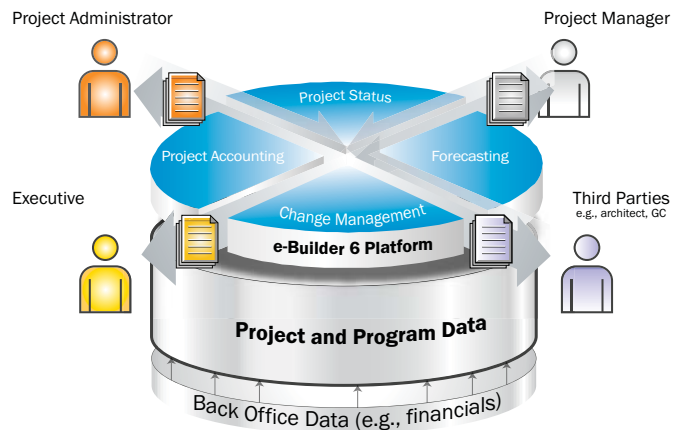 Project Administrator
Project Manager
Project Status
Project Accounting
Forecasting
Executive
Third Parties
e.g., architect, GC
Change Management
e-Builder 6 Platform
Project and Program Data
Back Office Data (e.g., financials)